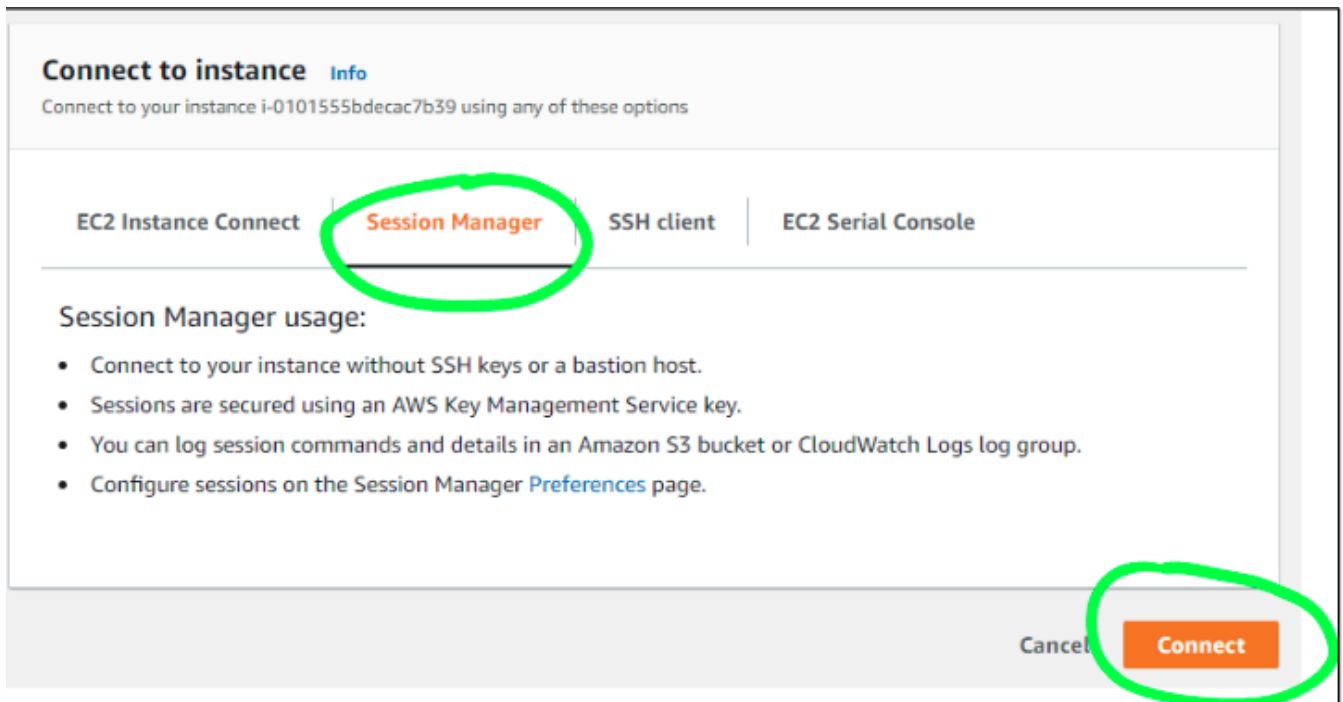 Connect to instance Info
Connect to your instance i-0101555bdecac7b39 using any of these options
EC2 Instance Connect Session Manager SSH client EC2 Serial Console
Session Manager usage:
• Connect to your instance without SSH keys or a bastion host.
• Sessions are secured using an AWS Key Management Service key.
• You can log session commands and details in an Amazon S3 bucket or CloudWatch Logs log group.
• Configure sessions on the Session Manager Preferences page.
Cancel Connect